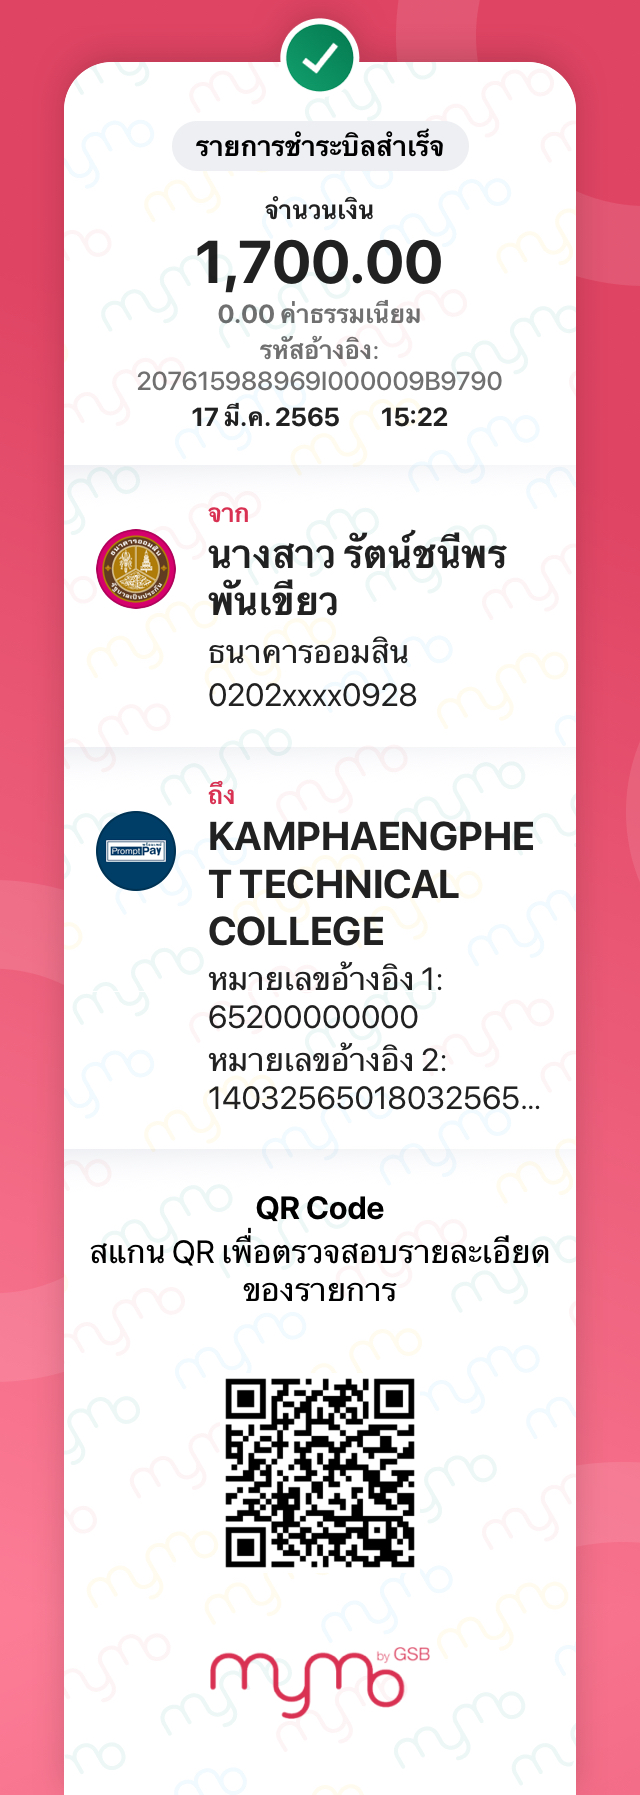 รายการชำระบิลสำเร็จ
จำนวนเงิน
1,700.00
0.00 ค่าธรรมเนียม
รหัสอ้างอิง:
207615988969I000009B9790
17 มี.ค. 2565 15:22
จาก
นางสาว รัตน์ชนีพร
พันเขียว
ธนาคารออมสิน
0202xxxx0928
ถึง
PromptPay
KAMPHAENGPHE
T TECHNICAL
COLLEGE
หมายเลขอ้างอิง 1:
65200000000
หมายเลขอ้างอิง 2:
14032565018032565...
QR Code
สแกน QR เพื่อตรวจสอบรายละเอียด
ของรายการ
mymo by GSB